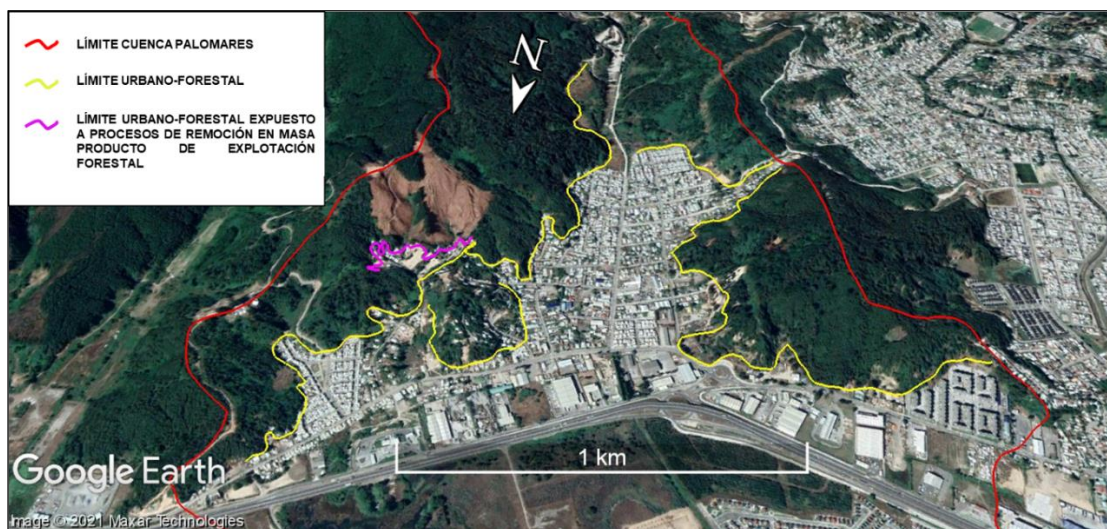 LÍMITE CUENCA PALOMARES
LÍMITE URBANO-FORESTAL
LÍMITE URBANO-FORESTAL EXPUESTO
A PROCESOS DE REMOCIÓN EN MASA
PRODUCTO DE EXPLOTACIÓN
FORESTAL
N
1 km
Google Earth
Image © 2021 Maxar Technologies